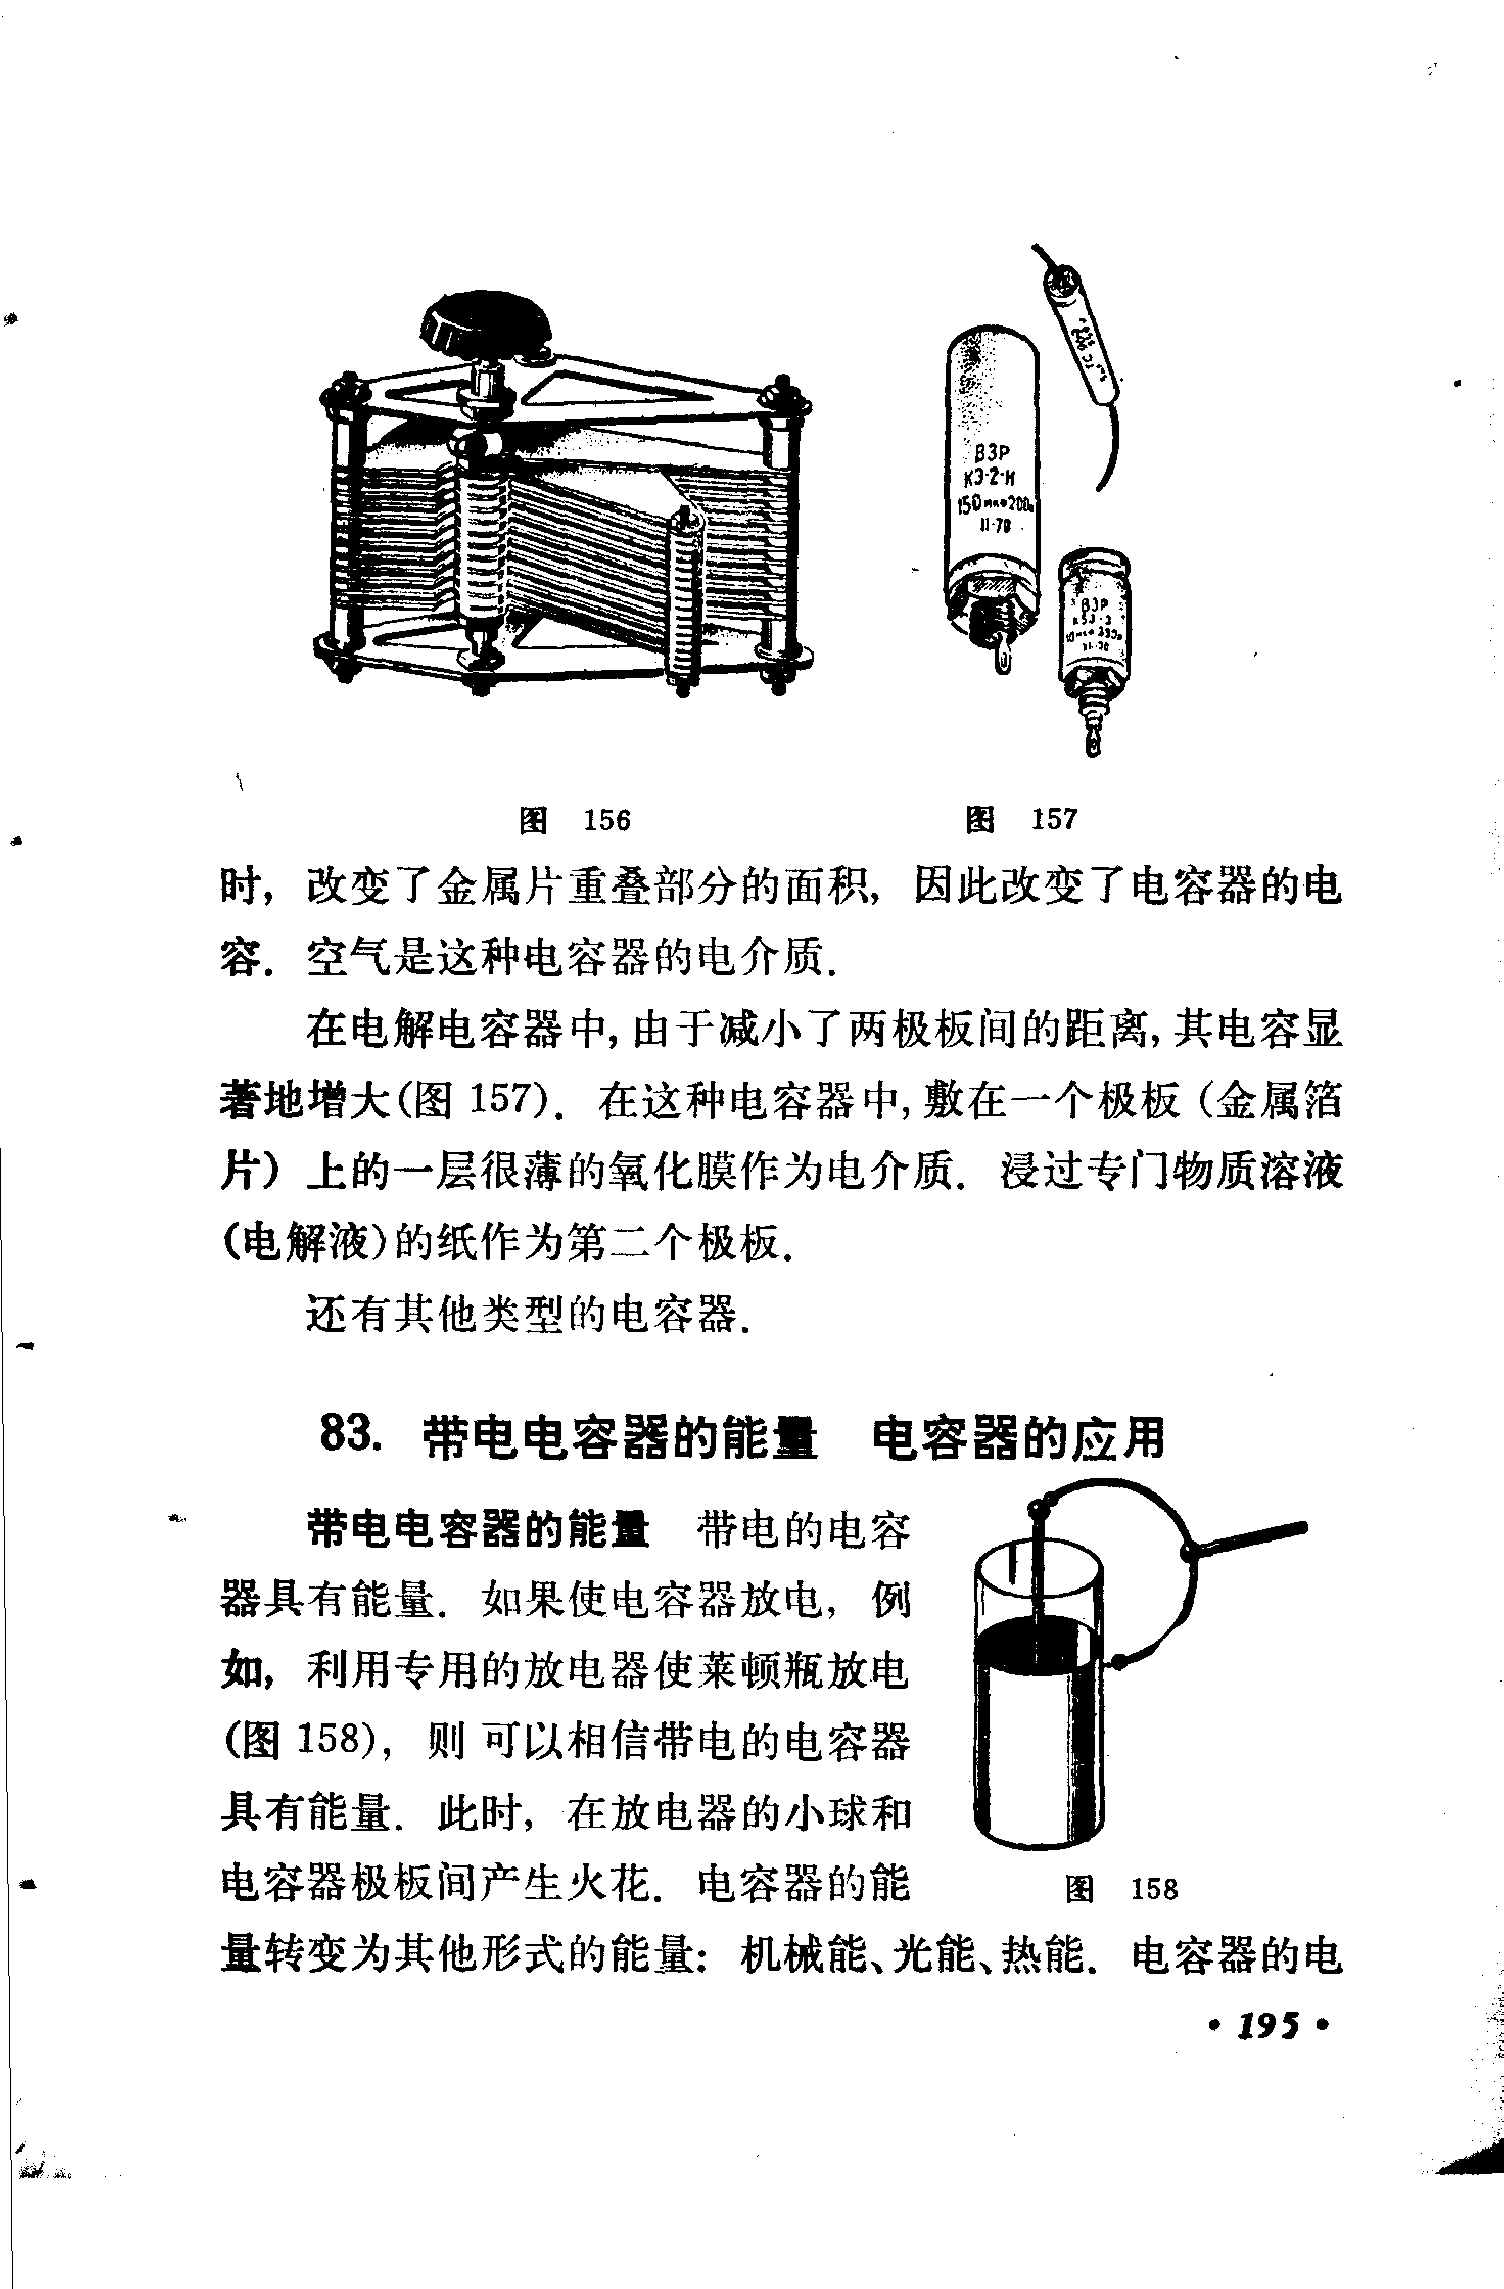 ВЗР
КЭ-2-Н
11-78
ВЗР
图 156
图 157
时，改变了金属片重叠部分的面积，因此改变了电容器的电
容．空气是这种电容器的电介质．
在电解电容器中，由于减小了两极板间的距离，其电容显
著地增大(图 157)．在这种电容器中，敷在一个极板（金属箔
片）上的一层很薄的氧化膜作为电介质．浸过专门物质溶液
(电解液)的纸作为第二个极板．
还有其他类型的电容器．
83. 带电电容器的能量 电容器的应用
带电电容器的能量 带电的电容
器具有能量．如果使电容器放电，例
如，利用专用的放电器使莱顿瓶放电
(图 158)，则可以相信带电的电容器
具有能量．此时，在放电器的小球和
电容器极板间产生火花．电容器的能
图 158
量转变为其他形式的能量：机械能、光能、热能．电容器的电
· 195 ·